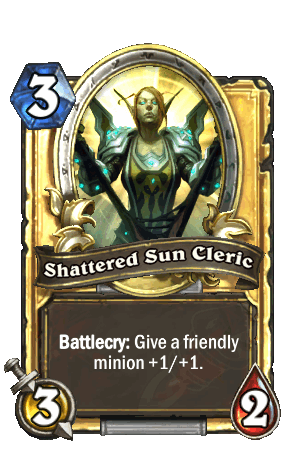 3
Shattered Sun Cleric
Battlecry: Give a friendly
minion +1/+1.
3
2